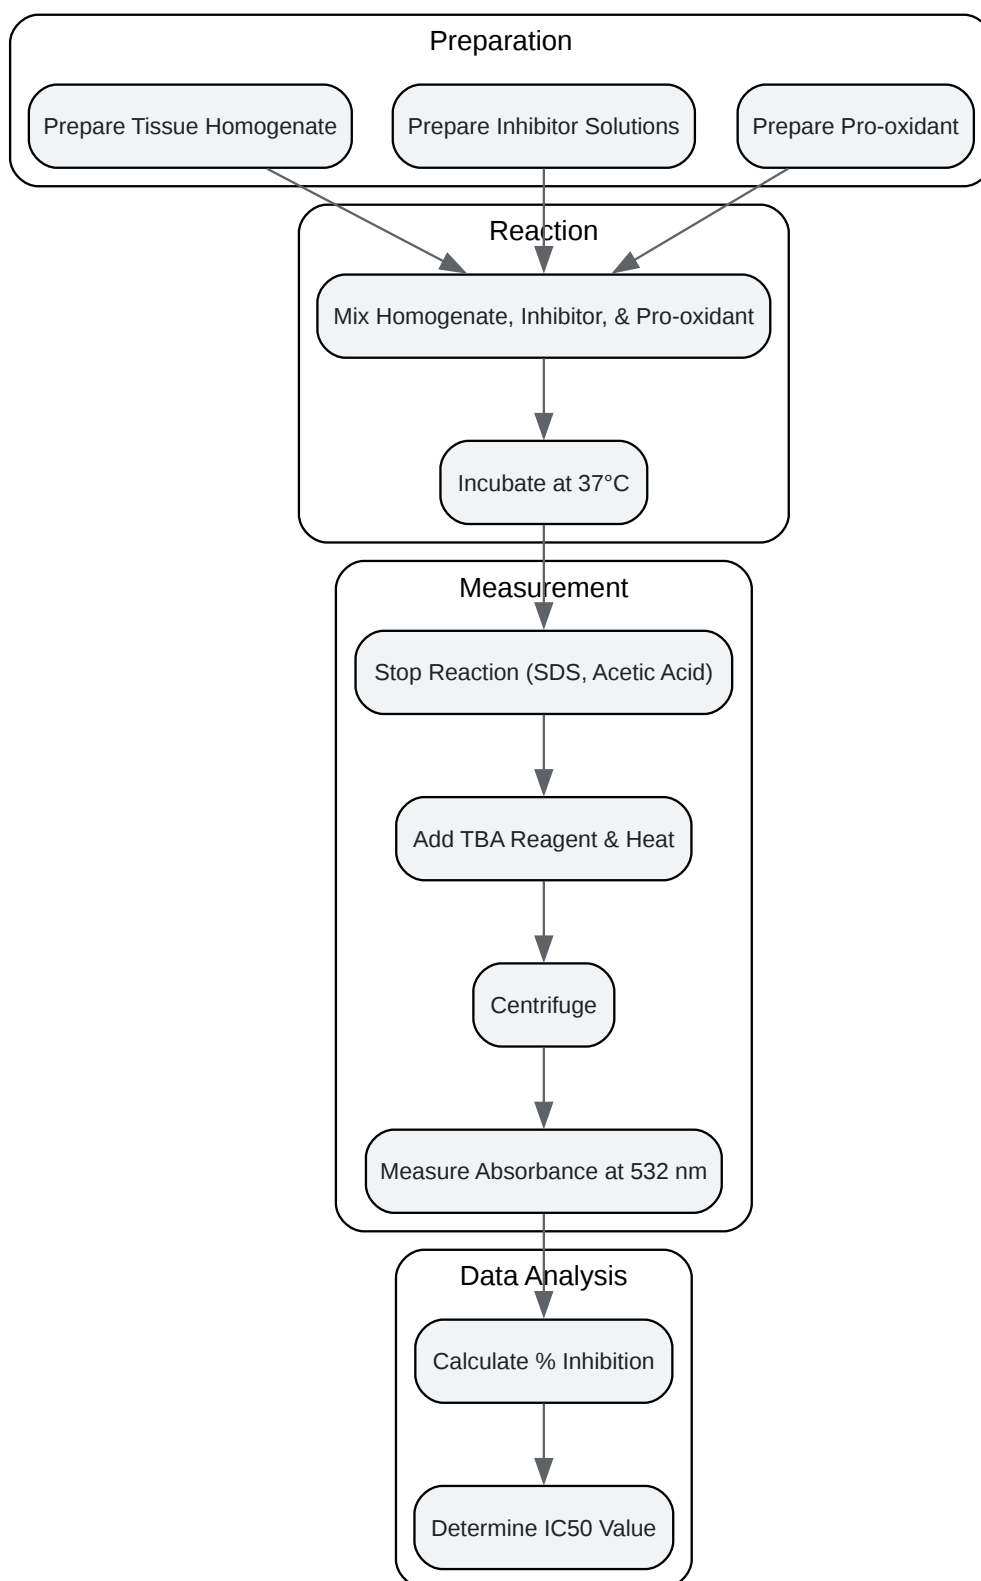 Preparation
Prepare Tissue Homogenate
Prepare Inhibitor Solutions
Prepare Pro-oxidant
Reaction
Mix Homogenate, Inhibitor, & Pro-oxidant
Incubate at 37°C
Measurement
Stop Reaction (SDS, Acetic Acid)
Add TBA Reagent & Heat
Centrifuge
Measure Absorbance at 532 nm
Data Analysis
Calculate % Inhibition
Determine IC50 Value